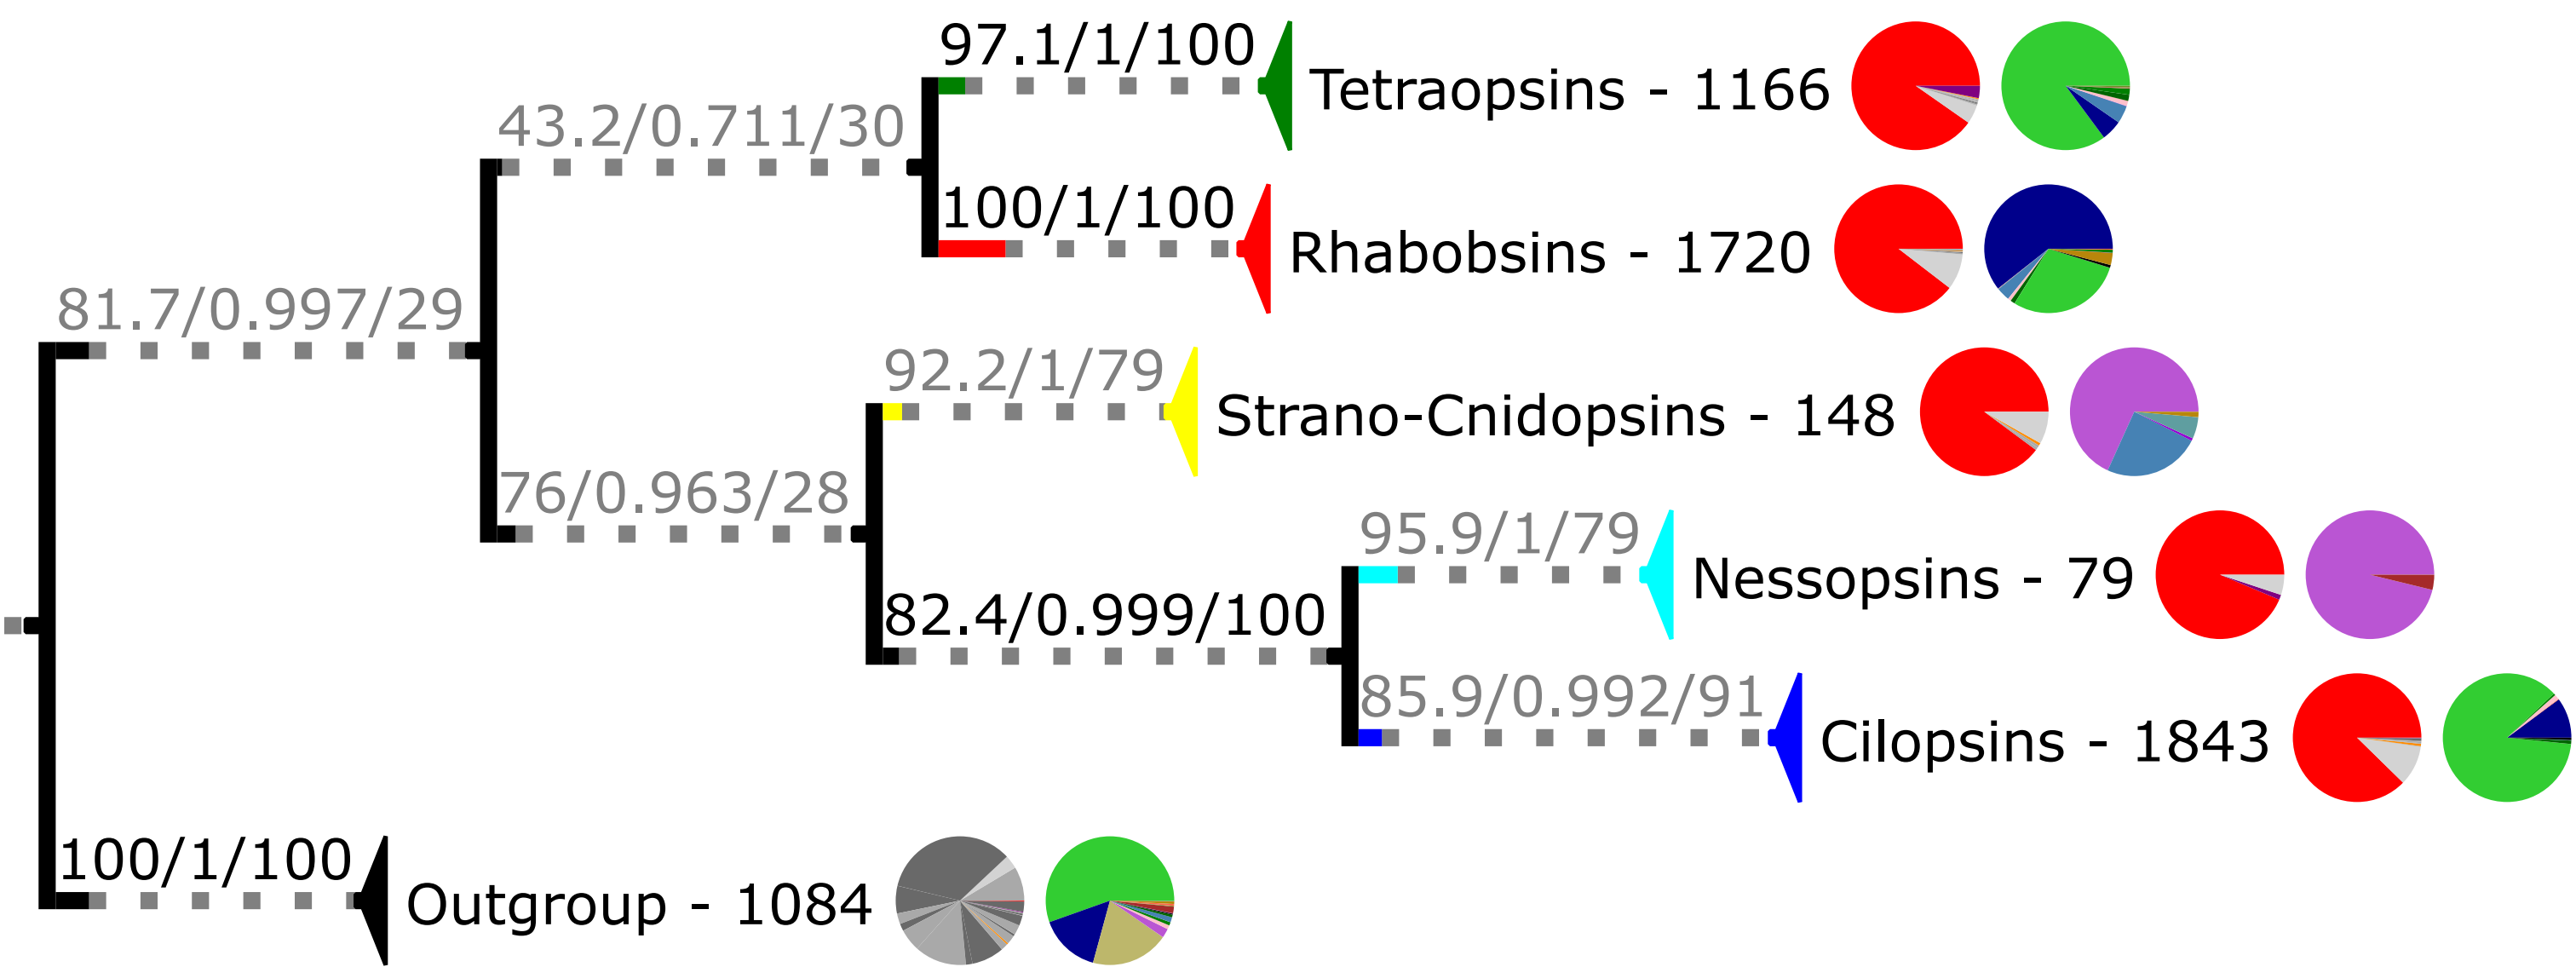 97.1/1/100
Tetraopsins - 1166
43.2/0.711/30
100/1/100
Rhabobsins - 1720
81.7/0.997/29
92.2/1/79
Strano-Cnidopsins - 148
76/0.963/28
95.9/1/79
Nessopsins - 79
82.4/0.999/100
85.9/0.992/91
Cilopsins - 1843
100/1/100
Outgroup - 1084